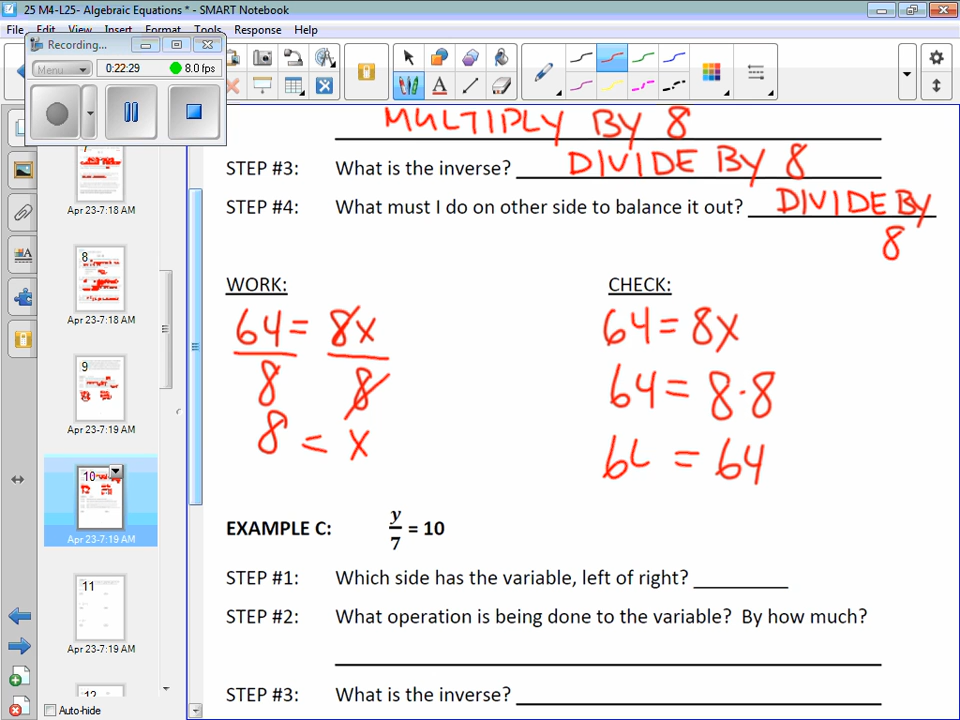 25 M4-L25- Algebraic Equations * - SMART Notebook
File Edit View Insert Format Tools Response Help
Recording...
Menu 0:22:29 8.0 fps
7
Apr 23-7:18 AM
8
Apr 23-7:18 AM
9
Apr 23-7:19 AM
10
Apr 23-7:19 AM
11
Apr 23-7:19 AM
12
Auto-hide
MULTIPLY BY 8
STEP #3: What is the inverse? DIVIDE BY 8
STEP #4: What must I do on other side to balance it out? DIVIDE BY
8
WORK:
64 = 8x
8 8
8 = x
CHECK:
64 = 8x
64 = 8·8
64 = 64
EXAMPLE C: y/7 = 10
STEP #1: Which side has the variable, left of right?
STEP #2: What operation is being done to the variable? By how much?
STEP #3: What is the inverse?